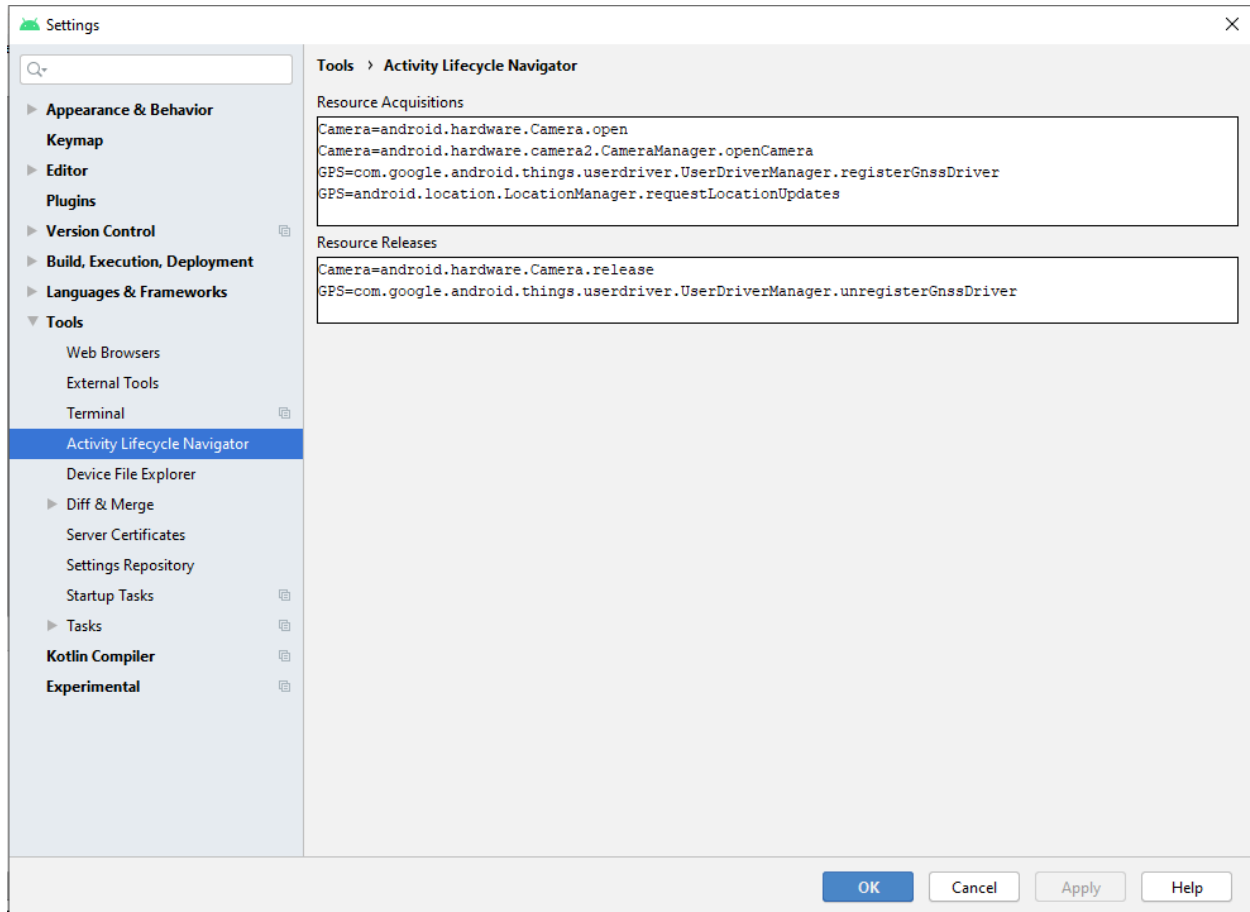 Settings
Appearance & Behavior
Keymap
Editor
Plugins
Version Control
Build, Execution, Deployment
Languages & Frameworks
Tools
Web Browsers
External Tools
Terminal
Activity Lifecycle Navigator
Device File Explorer
Diff & Merge
Server Certificates
Settings Repository
Startup Tasks
Tasks
Kotlin Compiler
Experimental
Tools › Activity Lifecycle Navigator
Resource Acquisitions
Camera=android.hardware.Camera.open
Camera=android.hardware.camera2.CameraManager.openCamera
GPS=com.google.android.things.userdriver.UserDriverManager.registerGnssDriver
GPS=android.location.LocationManager.requestLocationUpdates
Resource Releases
Camera=android.hardware.Camera.release
GPS=com.google.android.things.userdriver.UserDriverManager.unregisterGnssDriver
OK Cancel Apply Help